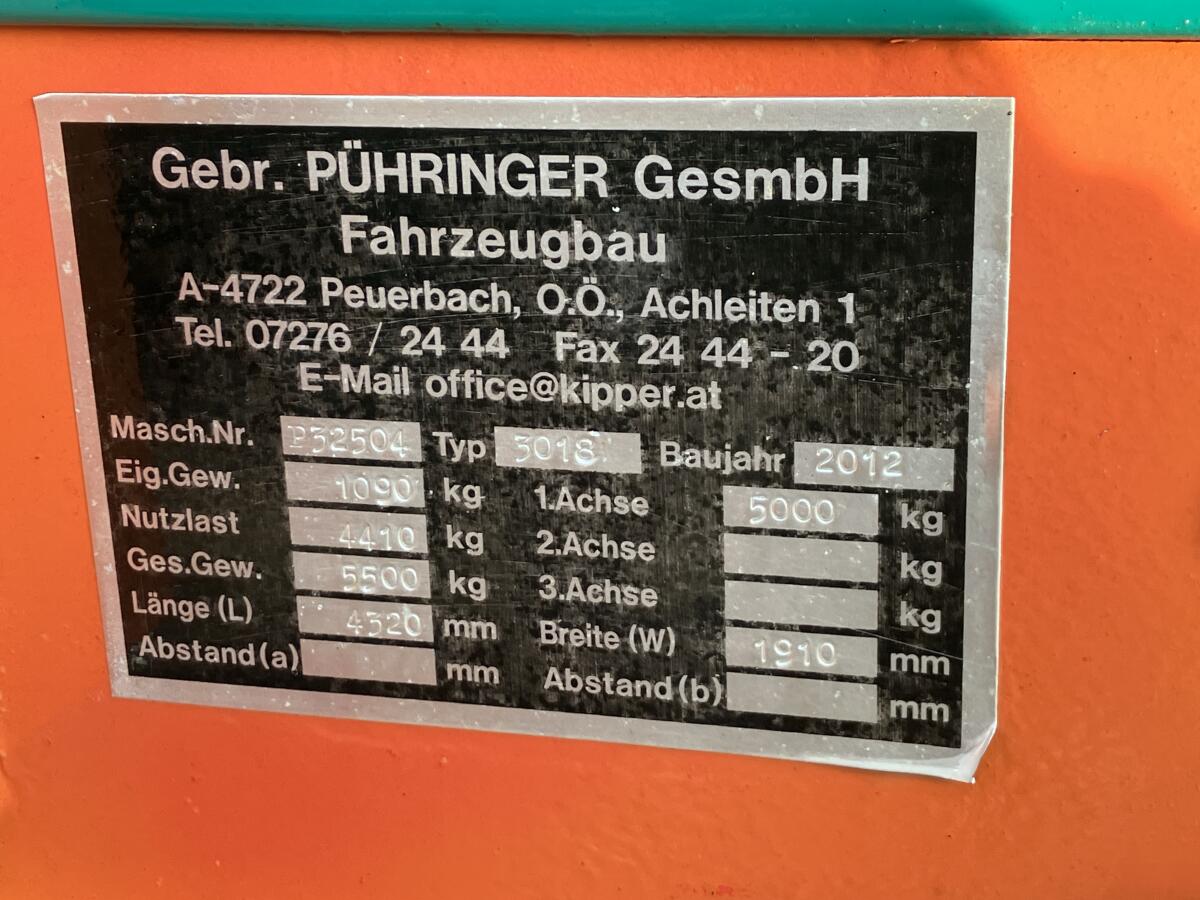 Gebr. PÜHRINGER GesmbH
Fahrzeugbau
A-4722 Peuerbach, O.Ö., Achleiten 1
Tel. 07276 / 24 44 Fax 24 44 - 20
E-Mail office@kipper.at
Masch.Nr. P32504 Typ 3018 Baujahr 2012
Eig.Gew. 1090 kg 1.Achse 5000 kg
Nutzlast 4410 kg 2.Achse kg
Ges.Gew. 5500 kg 3.Achse kg
Länge (L) 4320 mm Breite (W) 1910 mm
Abstand (a) mm Abstand (b) mm